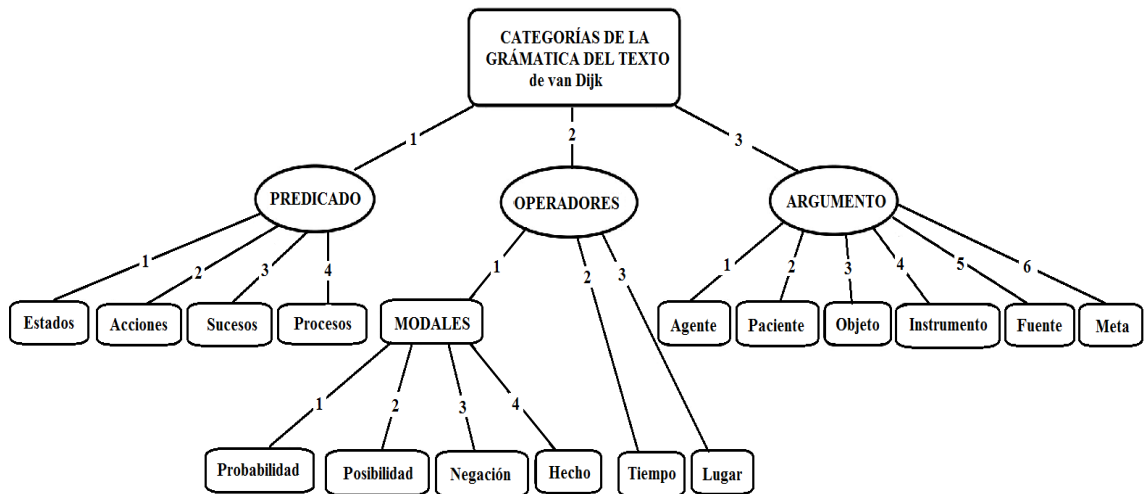 CATEGORÍAS DE LA
GRÁMATICA DEL TEXTO
de van Dijk
1
2
3
PREDICADO
OPERADORES
ARGUMENTO
1
2
3
4
1
2
3
1
2
3
4
5
6
Estados
Acciones
Sucesos
Procesos
MODALES
Agente
Paciente
Objeto
Instrumento
Fuente
Meta
1
2
3
4
Probabilidad
Posibilidad
Negación
Hecho
Tiempo
Lugar